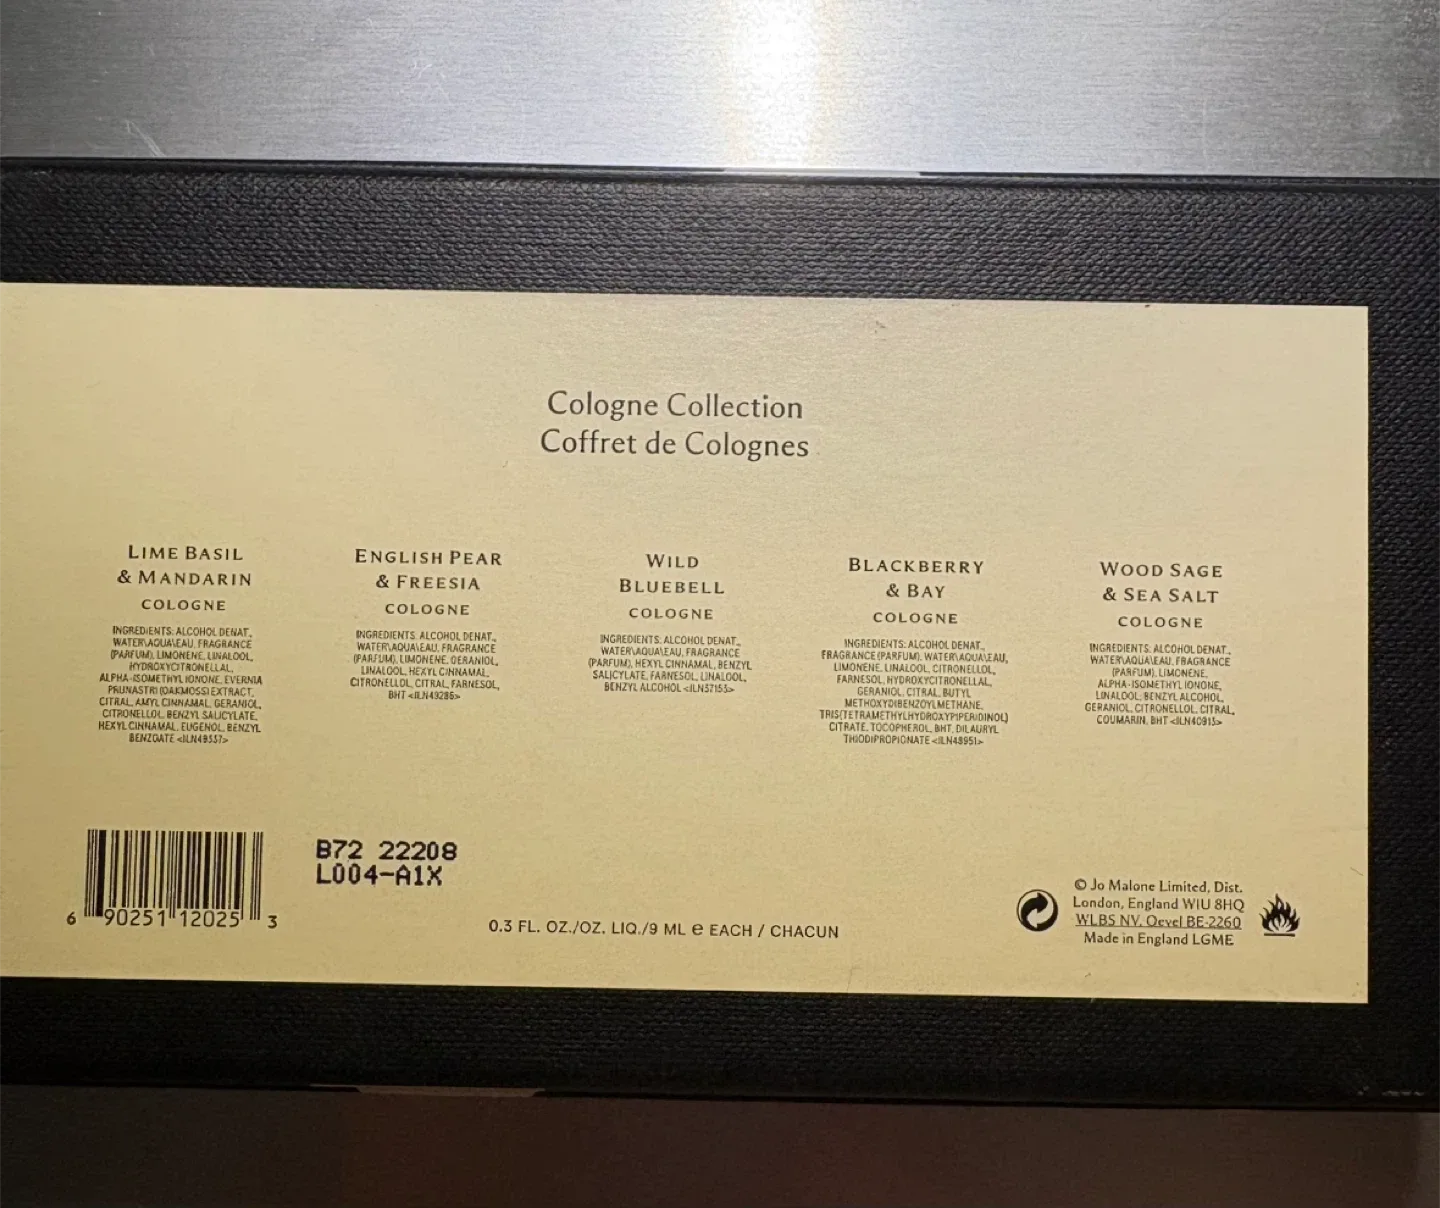 Cologne Collection
Coffret de Colognes
LIME BASIL
& MANDARIN
COLOGNE
INGREDIENTS: ALCOHOL DENAT.,
WATER\AQUA\EAU, FRAGRANCE
(PARFUM), LIMONENE, LINALOOL,
HYDROXYCITRONELLAL,
ALPHA-ISOMETHYL IONONE, EVERNIA
PRUNASTRI (OAKMOSS) EXTRACT,
CITRAL, AMYL CINNAMAL, GERANIOL,
CITRONELLOL, BENZYL SALICYLATE,
HEXYL CINNAMAL, EUGENOL, BENZYL
BENZOATE
ENGLISH PEAR
& FREESIA
COLOGNE
INGREDIENTS: ALCOHOL DENAT.,
WATER\AQUA\EAU, FRAGRANCE
(PARFUM), LIMONENE, GERANIOL,
LINALOOL, HEXYL CINNAMAL,
CITRONELLOL, CITRAL, FARNESOL,
BHT <ILN49286>
WILD
BLUEBELL
COLOGNE
INGREDIENTS: ALCOHOL DENAT.,
WATER\AQUA\EAU, FRAGRANCE
(PARFUM), HEXYL CINNAMAL, BENZYL
SALICYLATE, FARNESOL, LINALOOL,
BENZYL ALCOHOL
BLACKBERRY
& BAY
COLOGNE
INGREDIENTS: ALCOHOL DENAT.,
FRAGRANCE (PARFUM), WATER\AQUA\EAU,
LIMONENE, LINALOOL, CITRONELLOL,
FARNESOL, HYDROXYCITRONELLAL,
GERANIOL, CITRAL, BUTYL
METHOXYDIBENZOYLMETHANE,
TRIS(TETRAMETHYLHYDROXYPIPERIDINOL)
CITRATE, TOCOPHEROL, BHT, DILAURYL
THIODIPROPIONATE <ILN48951>
WOOD SAGE
& SEA SALT
COLOGNE
INGREDIENTS: ALCOHOL DENAT.,
WATER\AQUA\EAU, FRAGRANCE
(PARFUM), LIMONENE,
ALPHA-ISOMETHYL IONONE,
LINALOOL, BENZYL ALCOHOL,
GERANIOL, CITRONELLOL, CITRAL,
COUMARIN, BHT
6 90251 12025 3
B72 22208
L004-A1X
0.3 FL. OZ./OZ. LIQ./9 ML e EACH / CHACUN
© Jo Malone Limited, Dist.
London, England W1U 8HQ
WLBS NV, Oevel BE-2260
Made in England LGME